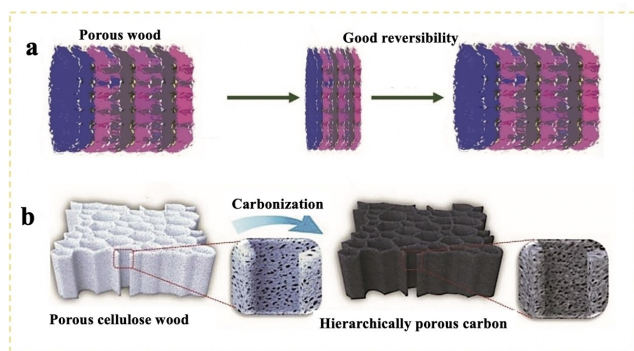 a
Porous wood
Good reversibility
b
Carbonization
Porous cellulose wood
Hierarchically porous carbon